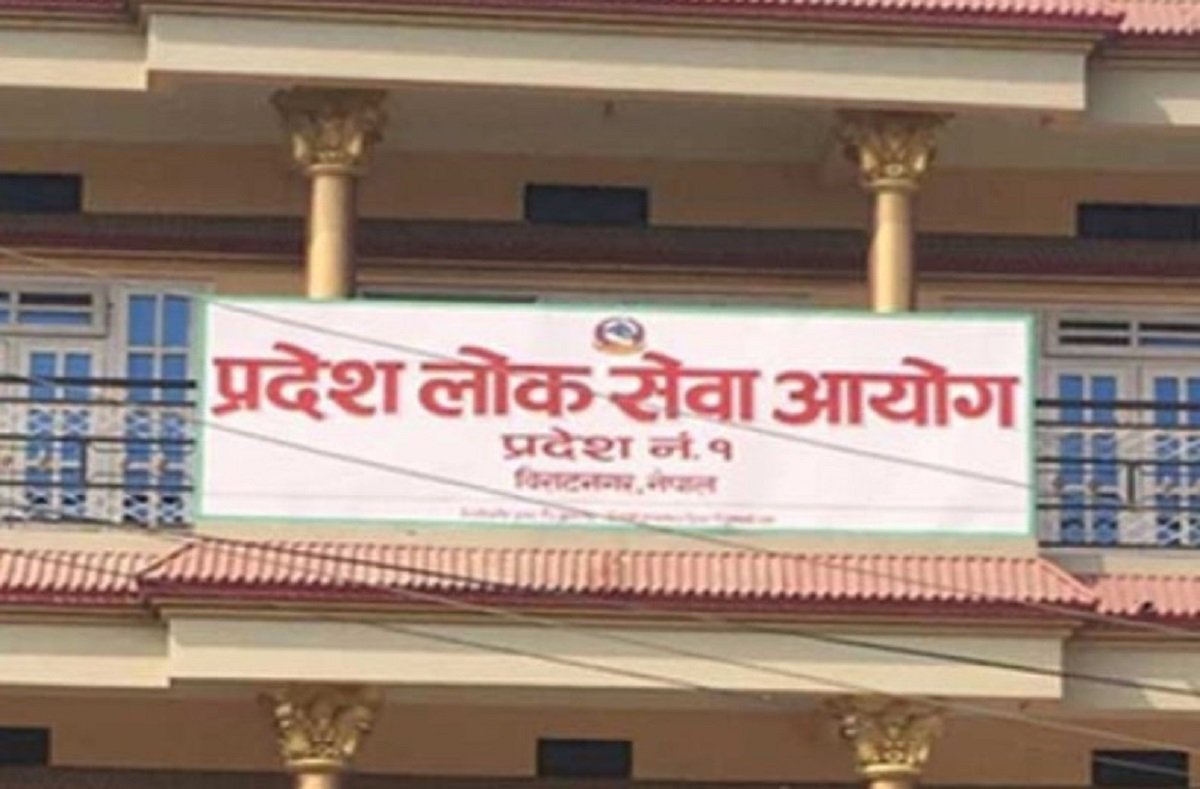 प्रदेश लोक सेवा आयोग
प्रदेश नं. १
विराटनगर, नेपाल